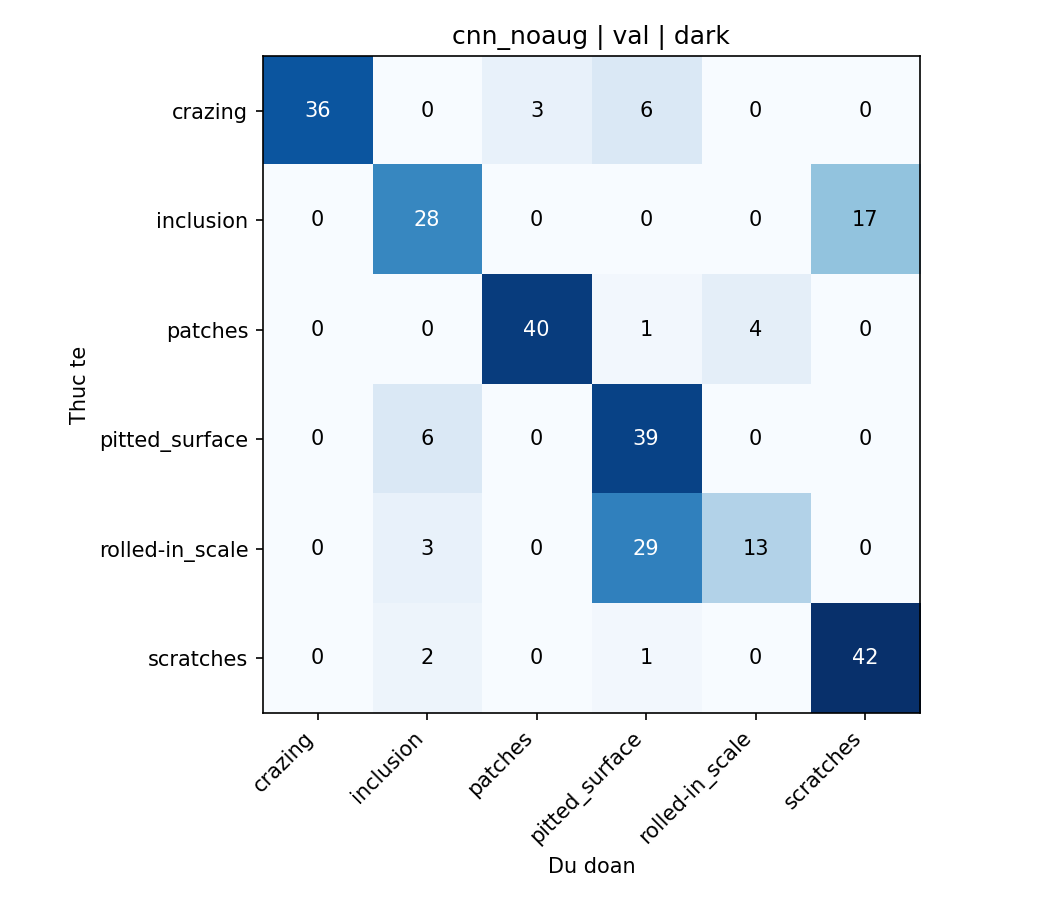 cnn_noaug | val | dark
crazing 36 0 3 6 0 0
inclusion 0 28 0 0 0 17
patches 0 0 40 1 4 0
pitted_surface 0 6 0 39 0 0
rolled-in_scale 0 3 0 29 13 0
scratches 0 2 0 1 0 42
Thuc te
crazing inclusion patches pitted_surface rolled-in_scale scratches
Du doan